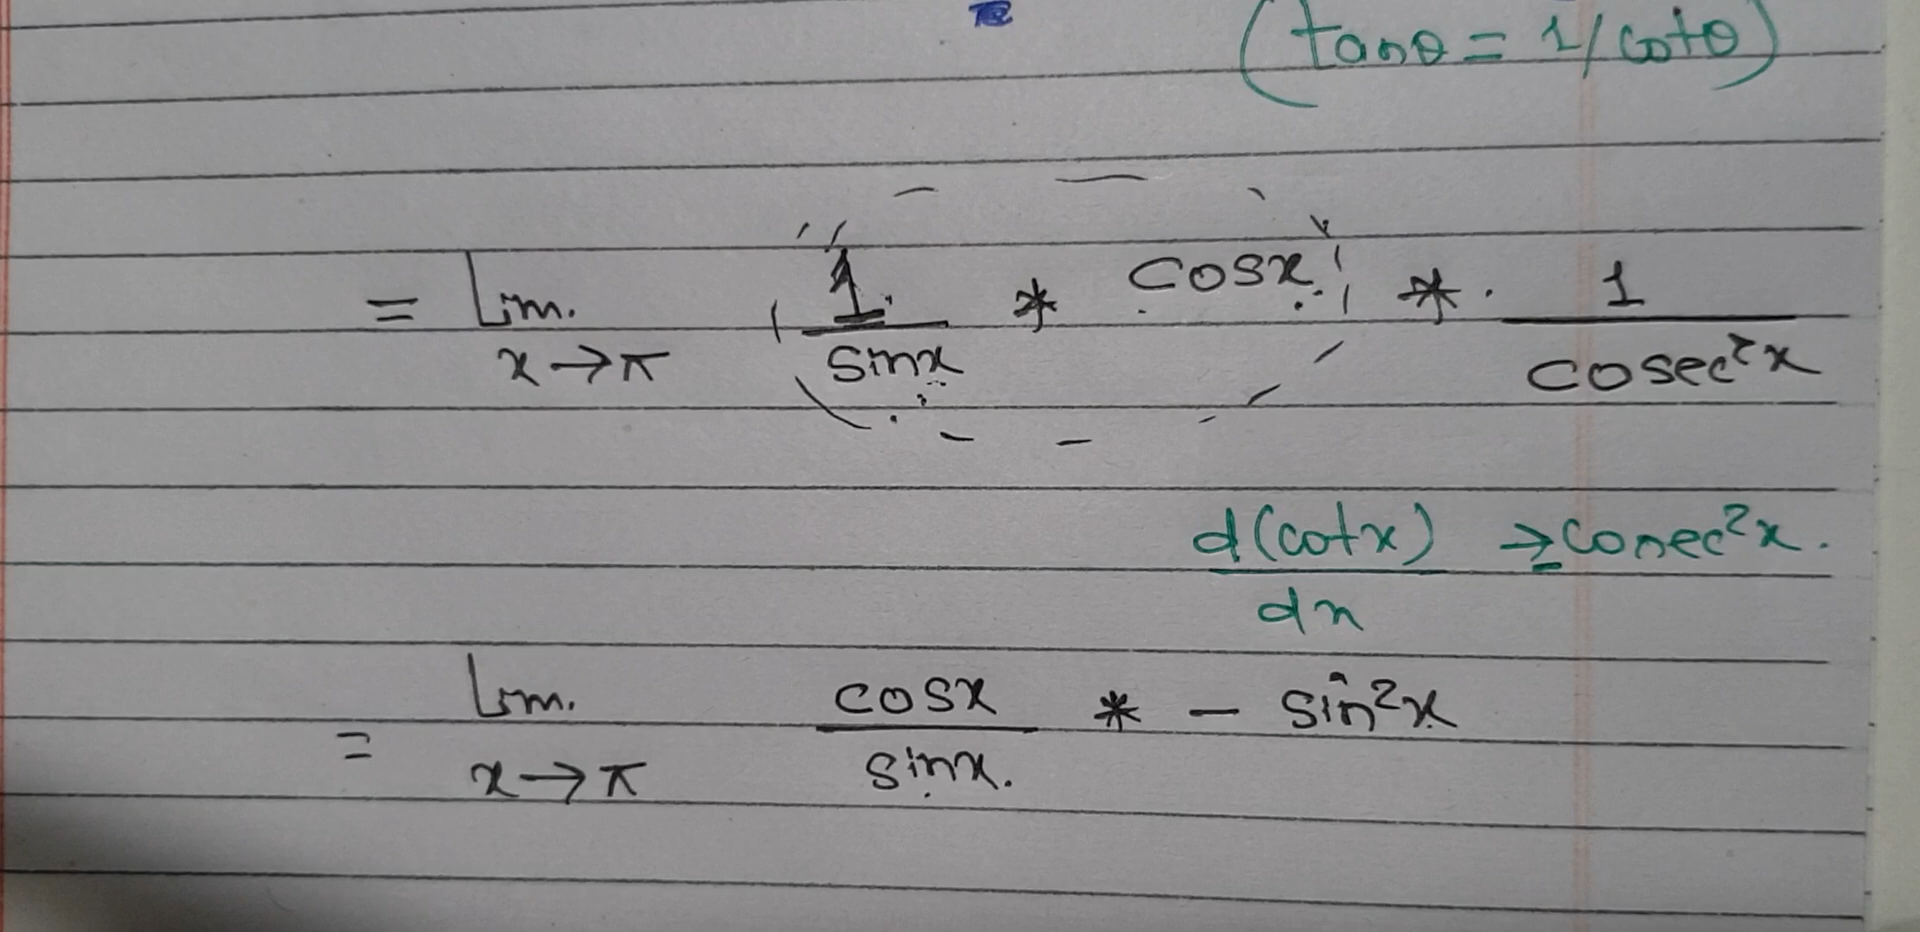 (tanθ = 1/cotθ)
= Lim. 1/sinx * cosx * 1/cosec²x
x→π
d(cotx)/dx → cosec²x.
= Lim. cosx/sinx. * - sin²x
x→π